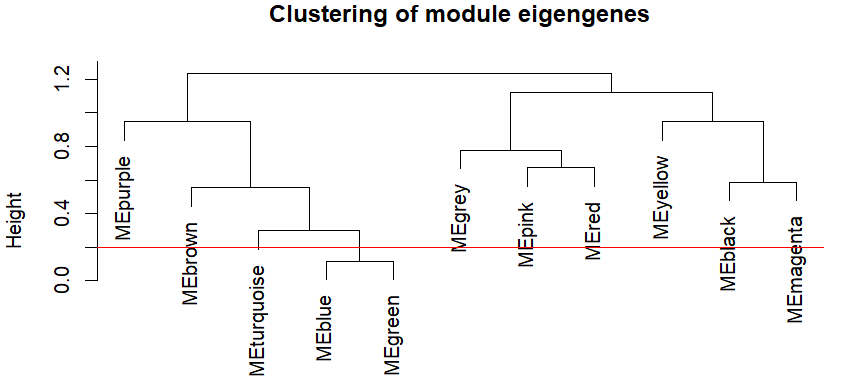 Clustering of module eigengenes
Height
1.2
0.8
0.4
0.0
MEpurple
MEbrown
MEturquoise
MEblue
MEgreen
MEgrey
MEpink
MEred
MEyellow
MEblack
MEmagenta